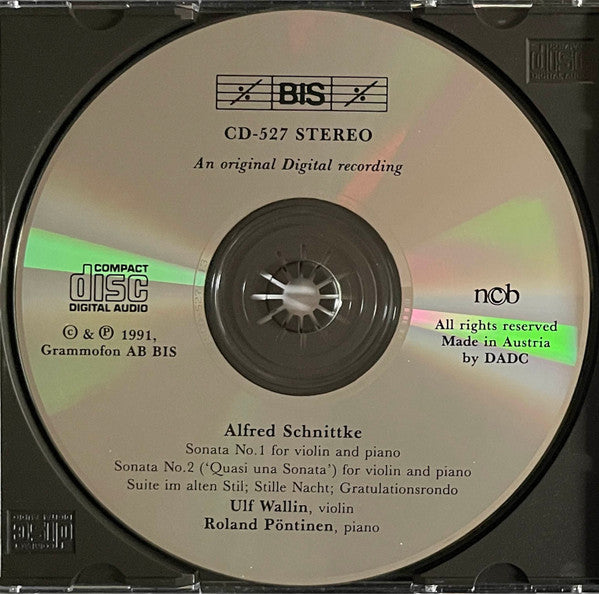 BIS
CD-527 STEREO
An original Digital recording
COMPACT
disc
DIGITAL AUDIO
ncb
© & ℗ 1991,
Grammofon AB BIS
All rights reserved
Made in Austria
by DADC
Alfred Schnittke
Sonata No.1 for violin and piano
Sonata No.2 (‘Quasi una Sonata’) for violin and piano
Suite im alten Stil; Stille Nacht; Gratulationsrondo
Ulf Wallin, violin
Roland Pöntinen, piano